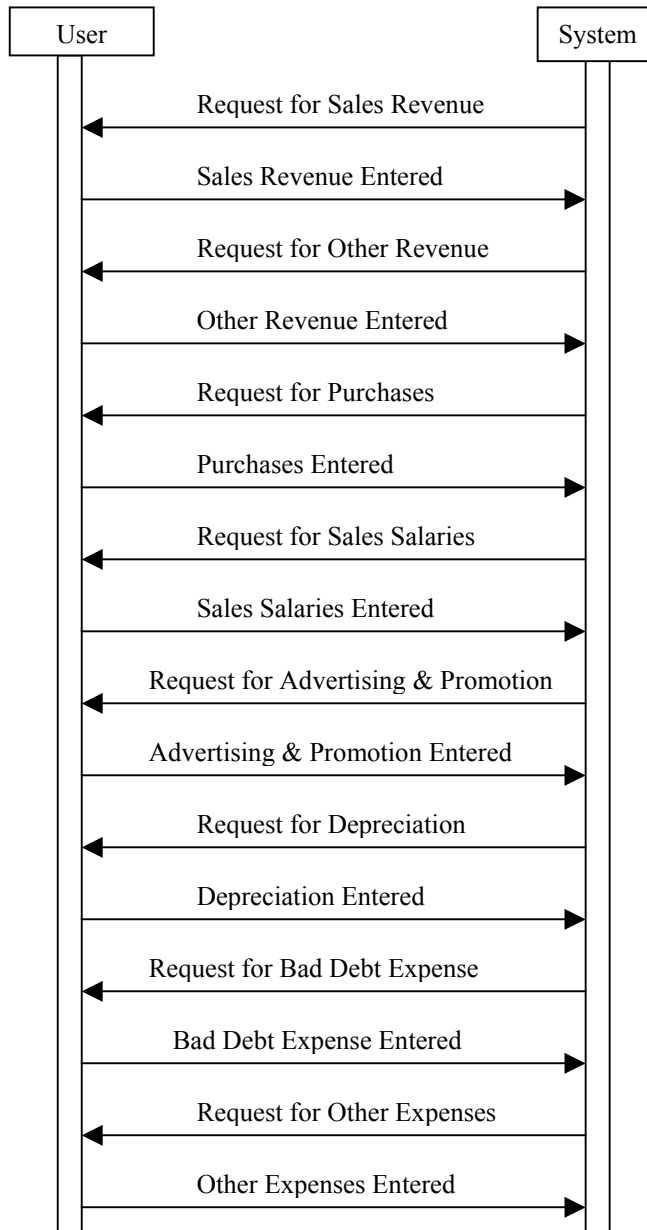 User
System
Request for Sales Revenue
Sales Revenue Entered
Request for Other Revenue
Other Revenue Entered
Request for Purchases
Purchases Entered
Request for Sales Salaries
Sales Salaries Entered
Request for Advertising & Promotion
Advertising & Promotion Entered
Request for Depreciation
Depreciation Entered
Request for Bad Debt Expense
Bad Debt Expense Entered
Request for Other Expenses
Other Expenses Entered